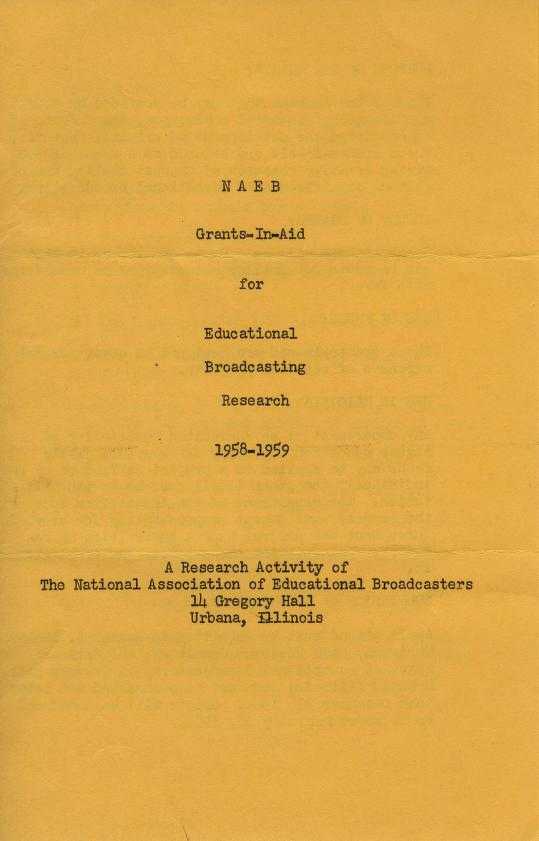 N A E B
Grants-In-Aid
for
Educational
Broadcasting
Research
1958-1959
A Research Activity of
The National Association of Educational Broadcasters
14 Gregory Hall
Urbana, Illinois